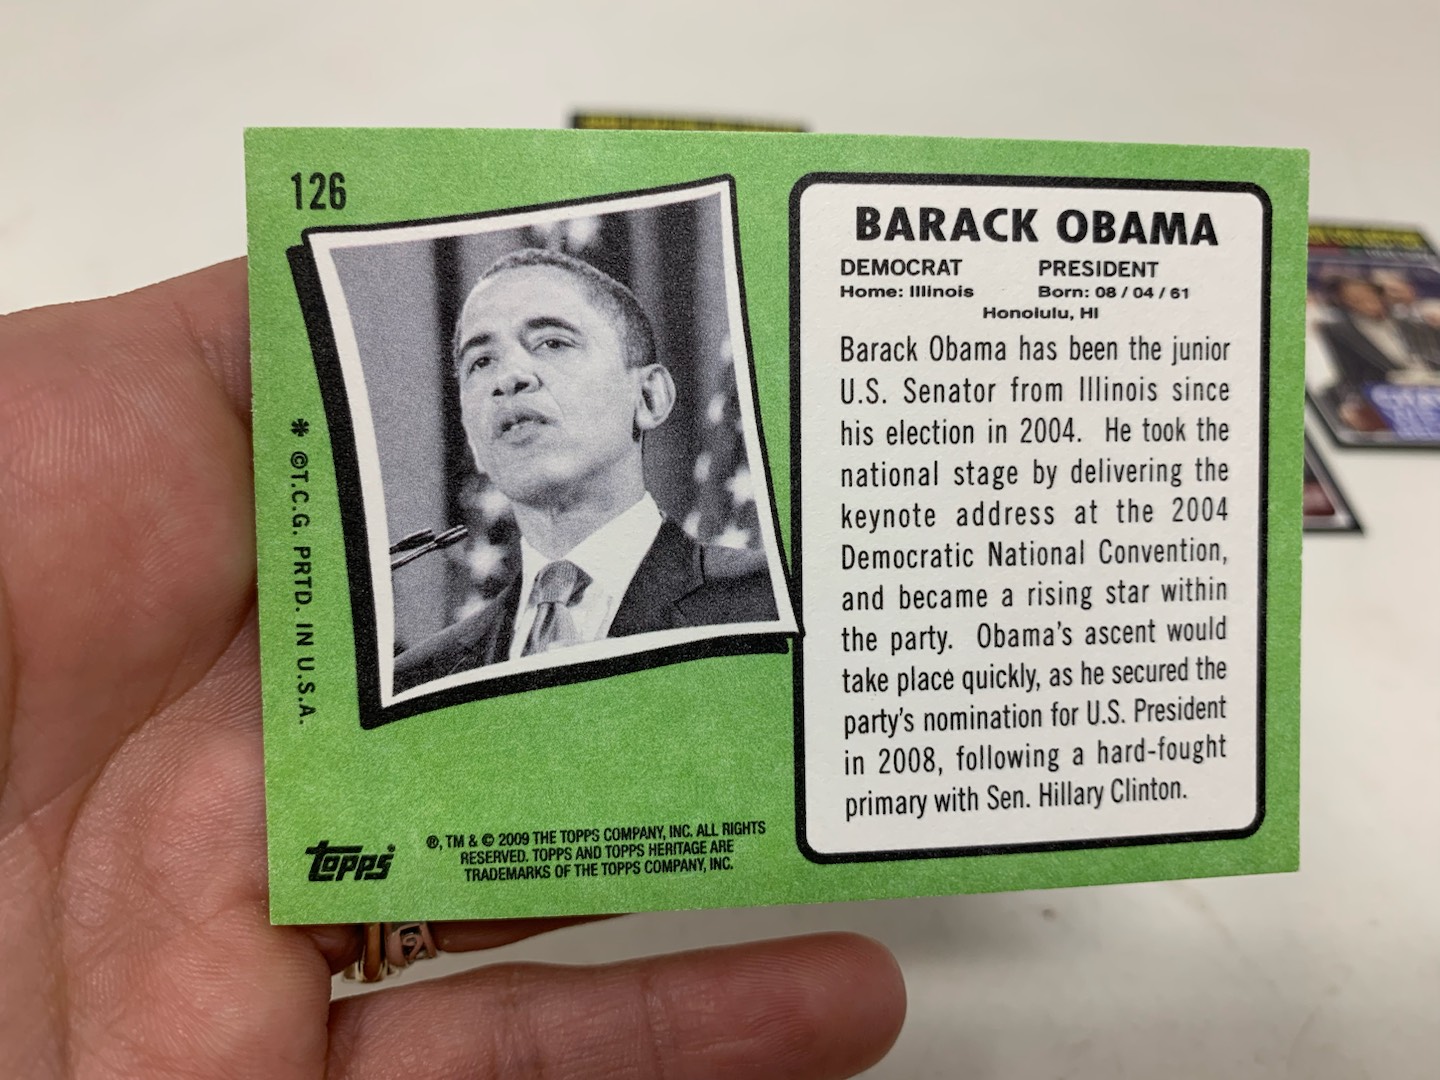 126
BARACK OBAMA
DEMOCRAT PRESIDENT
Home: Illinois Born: 08 / 04 / 61
Honolulu, HI
Barack Obama has been the junior
U.S. Senator from Illinois since
his election in 2004. He took the
national stage by delivering the
keynote address at the 2004
Democratic National Convention,
and became a rising star within
the party. Obama's ascent would
take place quickly, as he secured the
party's nomination for U.S. President
in 2008, following a hard-fought
primary with Sen. Hillary Clinton.
* ©T.C.G. PRTD. IN U.S.A.
topps®
®, TM & © 2009 THE TOPPS COMPANY, INC. ALL RIGHTS
RESERVED. TOPPS AND TOPPS HERITAGE ARE
TRADEMARKS OF THE TOPPS COMPANY, INC.